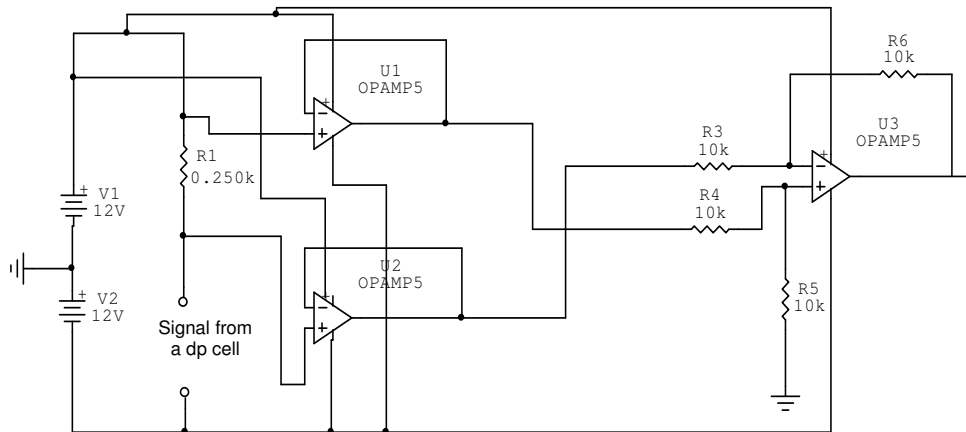 R6
10k
U1
OPAMP5
U3
OPAMP5
R3
10k
R1
0.250k
R4
10k
V1
12V
U2
OPAMP5
V2
12V
R5
10k
Signal from
a dp cell